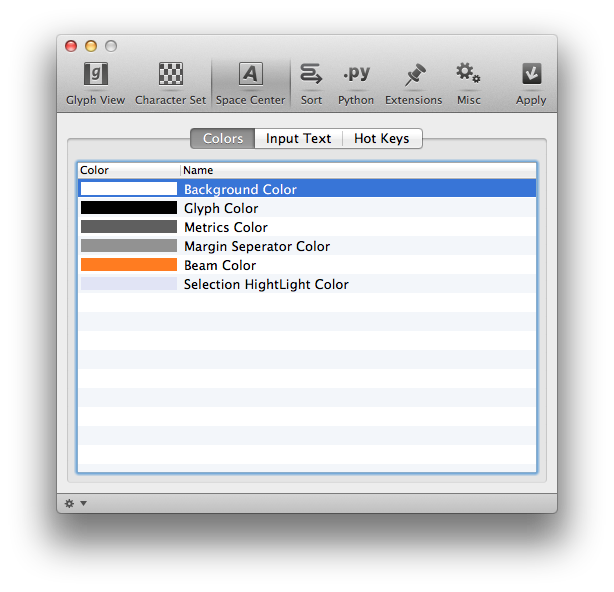 g A .py
Glyph View Character Set Space Center Sort Python Extensions Misc Apply
Colors Input Text Hot Keys
Color Name
Background Color
Glyph Color
Metrics Color
Margin Seperator Color
Beam Color
Selection HightLight Color